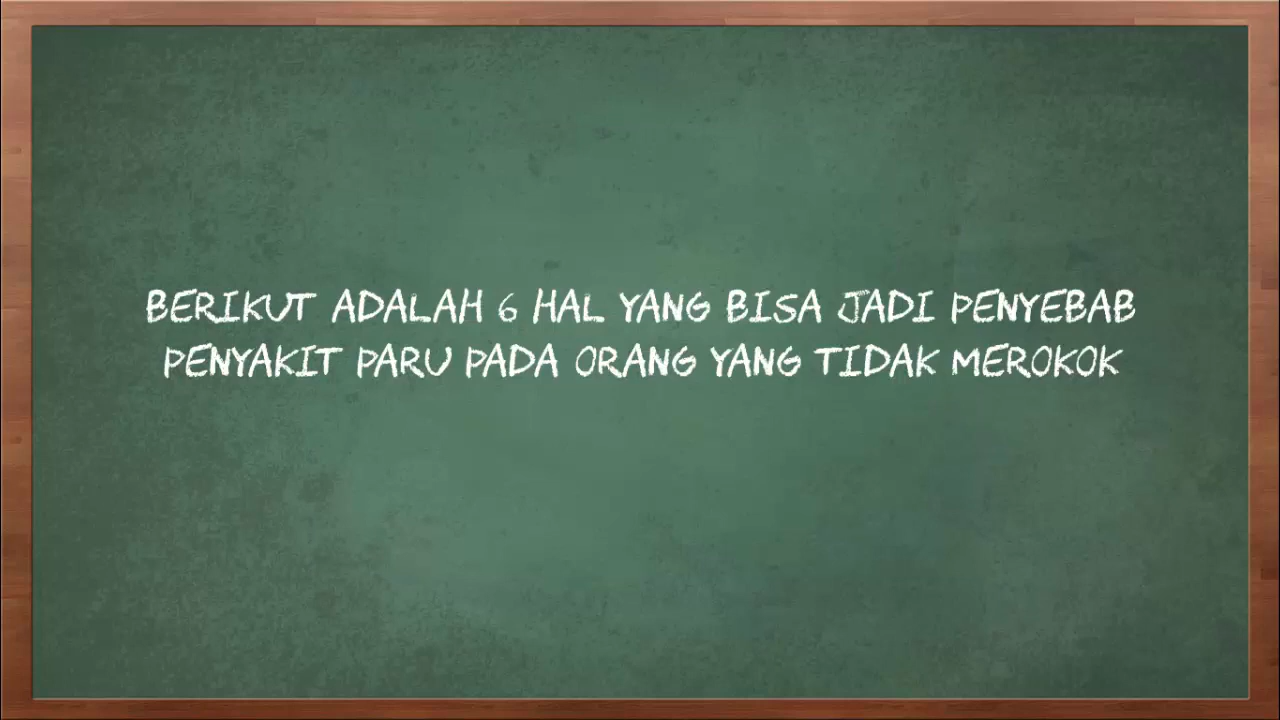 BERIKUT ADALAH 6 HAL YANG BISA JADI PENYEBAB
PENYAKIT PARU PADA ORANG YANG TIDAK MEROKOK